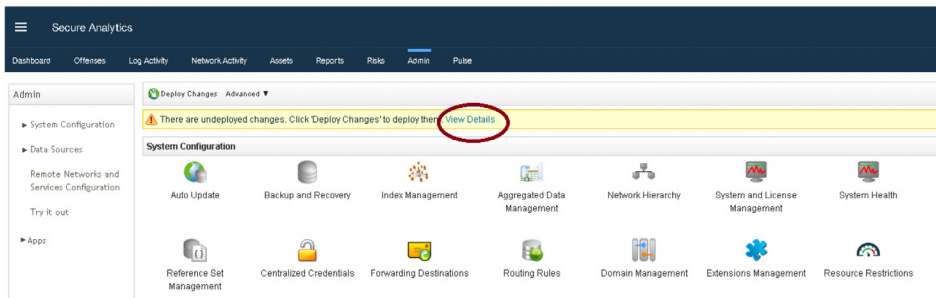 Secure Analytics
Dashboard Offenses Log Activity Network Activity Assets Reports Risks Admin Pulse
Admin
System Configuration
Data Sources
Remote Networks and
Services Configuration
Try it out
Apps
Deploy Changes Advanced ▼
There are undeployed changes. Click 'Deploy Changes' to deploy them. View Details
System Configuration
Auto Update
Backup and Recovery
Index Management
Aggregated Data
Management
Network Hierarchy
System and License
Management
System Health
Reference Set
Management
Centralized Credentials
Forwarding Destinations
Routing Rules
Domain Management
Extensions Management
Resource Restrictions